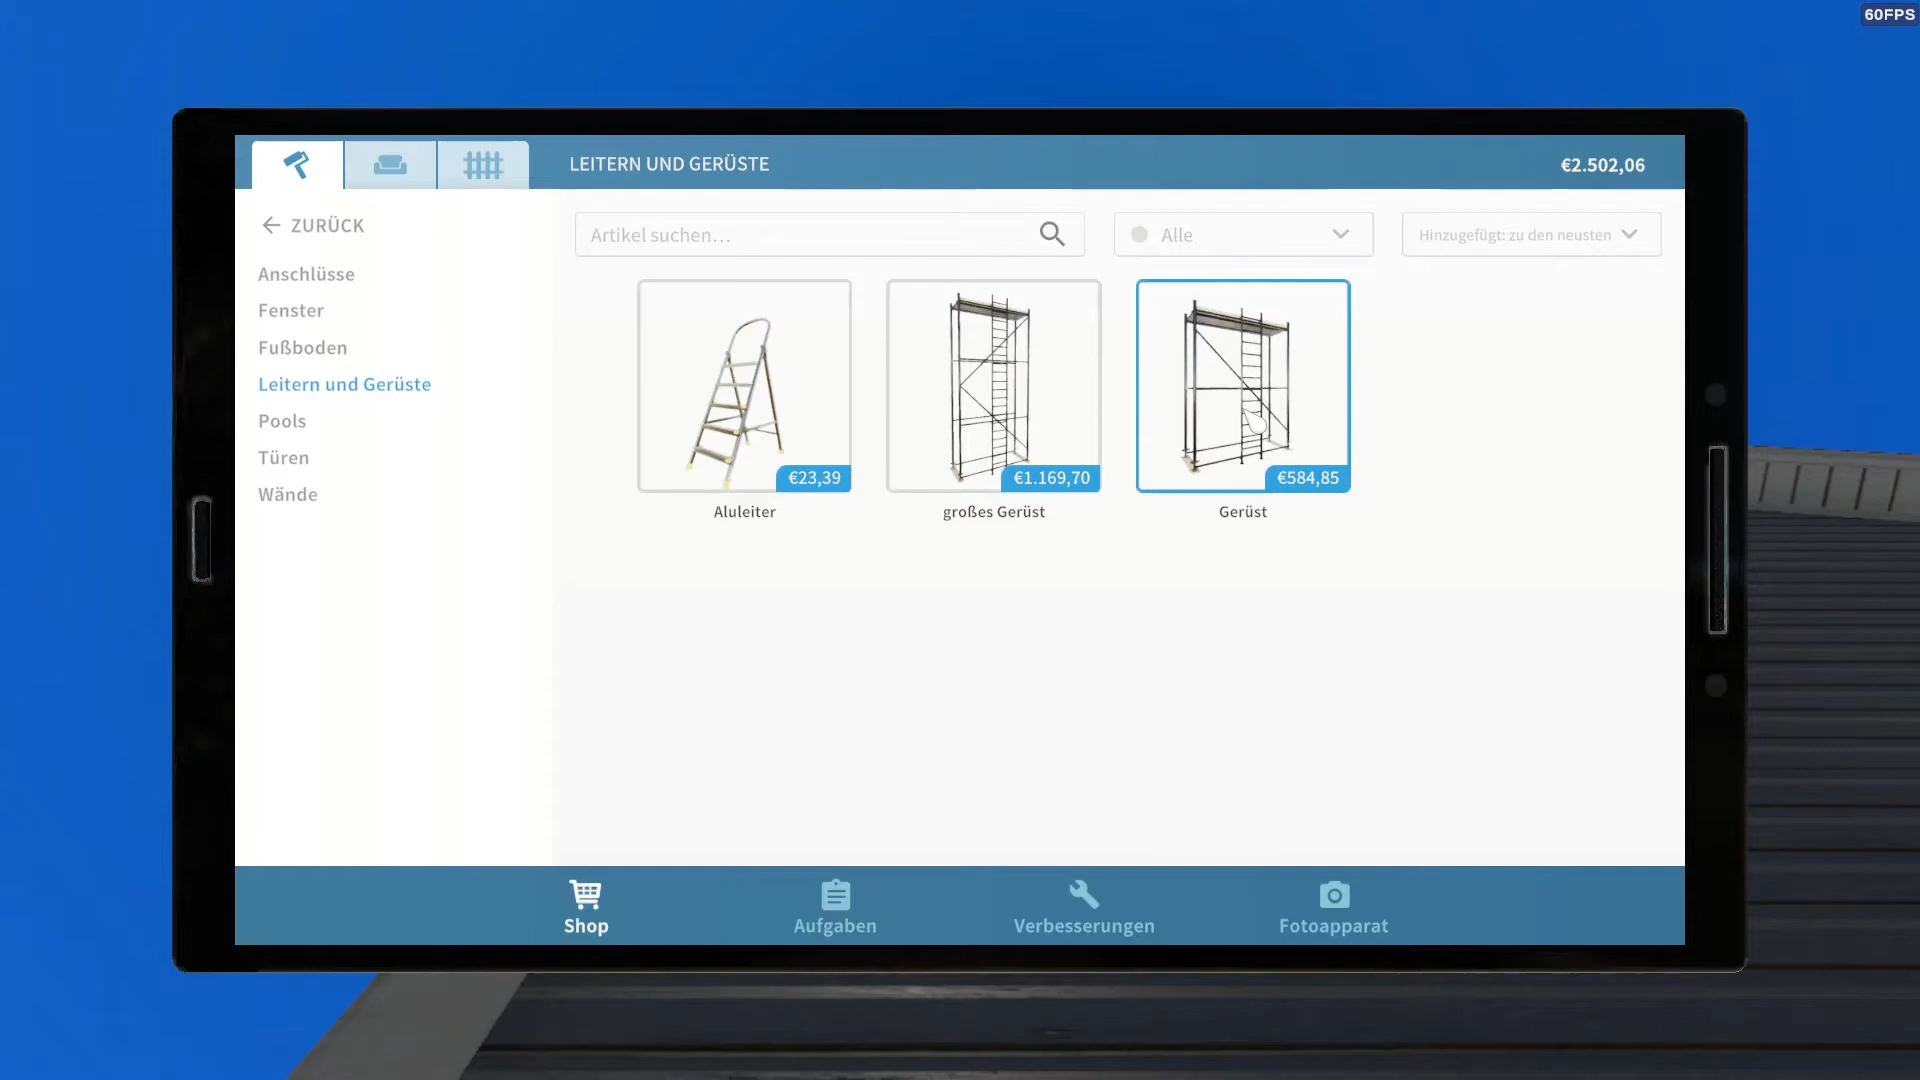 60FPS
LEITERN UND GERÜSTE
€2.502,06
ZURÜCK
Artikel suchen...
Alle
Hinzugefügt: zu den neusten
Anschlüsse
Fenster
Fußboden
Leitern und Gerüste
Pools
Türen
Wände
€23,39
€1.169,70
€584,85
Aluleiter
großes Gerüst
Gerüst
Shop
Aufgaben
Verbesserungen
Fotoapparat